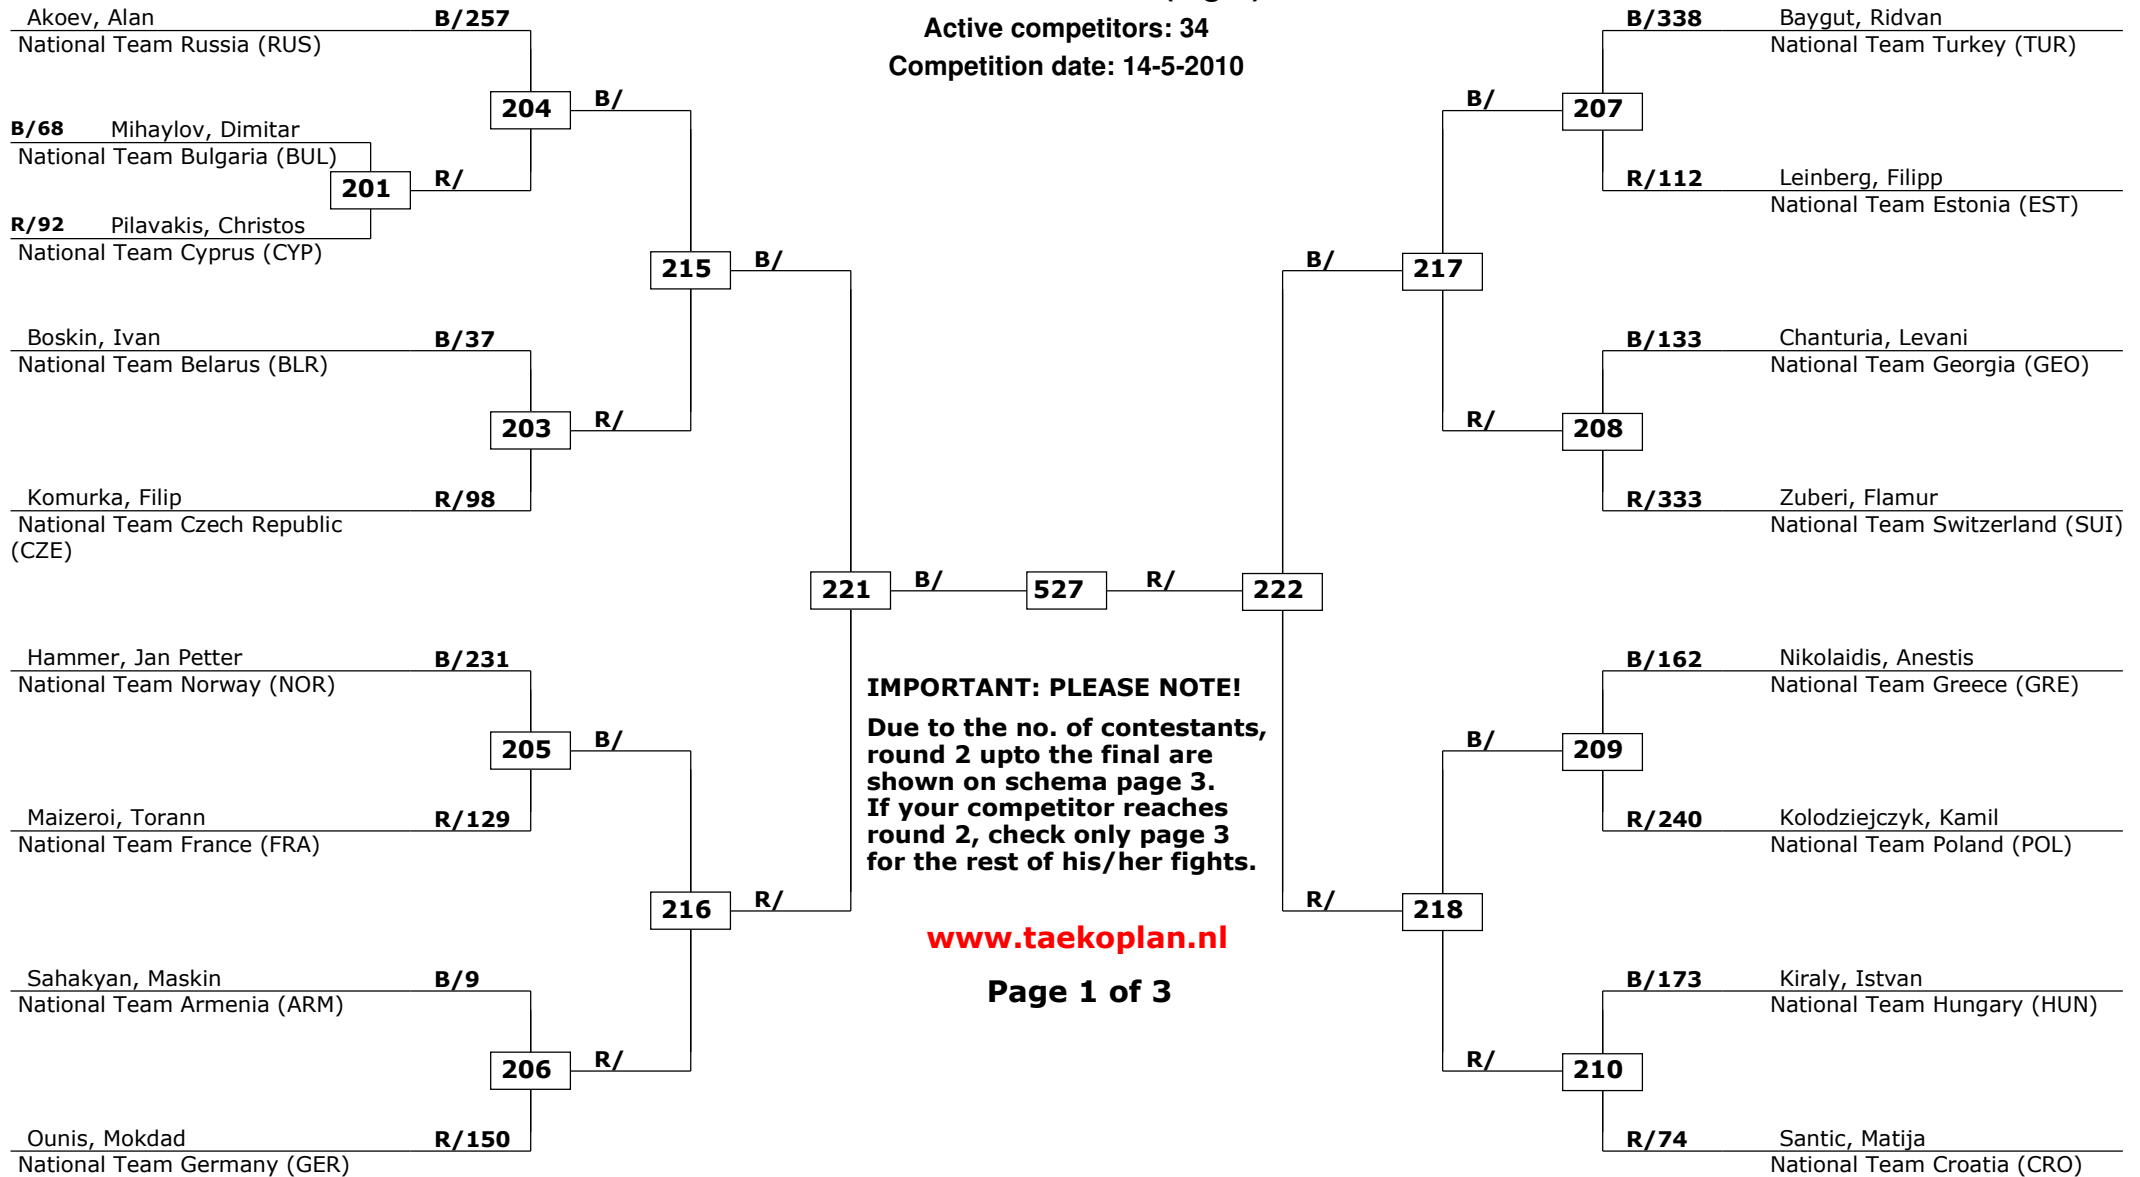 Active competitors: 34
Competition date: 14-5-2010
Akoev, Alan B/257
National Team Russia (RUS)
204 B/
B/68 Mihaylov, Dimitar
National Team Bulgaria (BUL)
201 R/
R/92 Pilavakis, Christos
National Team Cyprus (CYP)
215 B/
Boskin, Ivan B/37
National Team Belarus (BLR)
203 R/
Komurka, Filip R/98
National Team Czech Republic
(CZE)
221 B/ 527 R/ 222
Hammer, Jan Petter B/231
National Team Norway (NOR)
205 B/
Maizeroi, Torann R/129
National Team France (FRA)
216 R/
Sahakyan, Maskin B/9
National Team Armenia (ARM)
206 R/
Ounis, Mokdad R/150
National Team Germany (GER)
IMPORTANT: PLEASE NOTE!
Due to the no. of contestants,
round 2 upto the final are
shown on schema page 3.
If your competitor reaches
round 2, check only page 3
for the rest of his/her fights.
www.taekoplan.nl
Page 1 of 3
B/338 Baygut, Ridvan
National Team Turkey (TUR)
B/ 207
R/112 Leinberg, Filipp
National Team Estonia (EST)
B/ 217
B/133 Chanturia, Levani
National Team Georgia (GEO)
R/ 208
R/333 Zuberi, Flamur
National Team Switzerland (SUI)
B/162 Nikolaidis, Anestis
National Team Greece (GRE)
B/ 209
R/240 Kolodziejczyk, Kamil
National Team Poland (POL)
R/ 218
B/173 Kiraly, Istvan
National Team Hungary (HUN)
R/ 210
R/74 Santic, Matija
National Team Croatia (CRO)